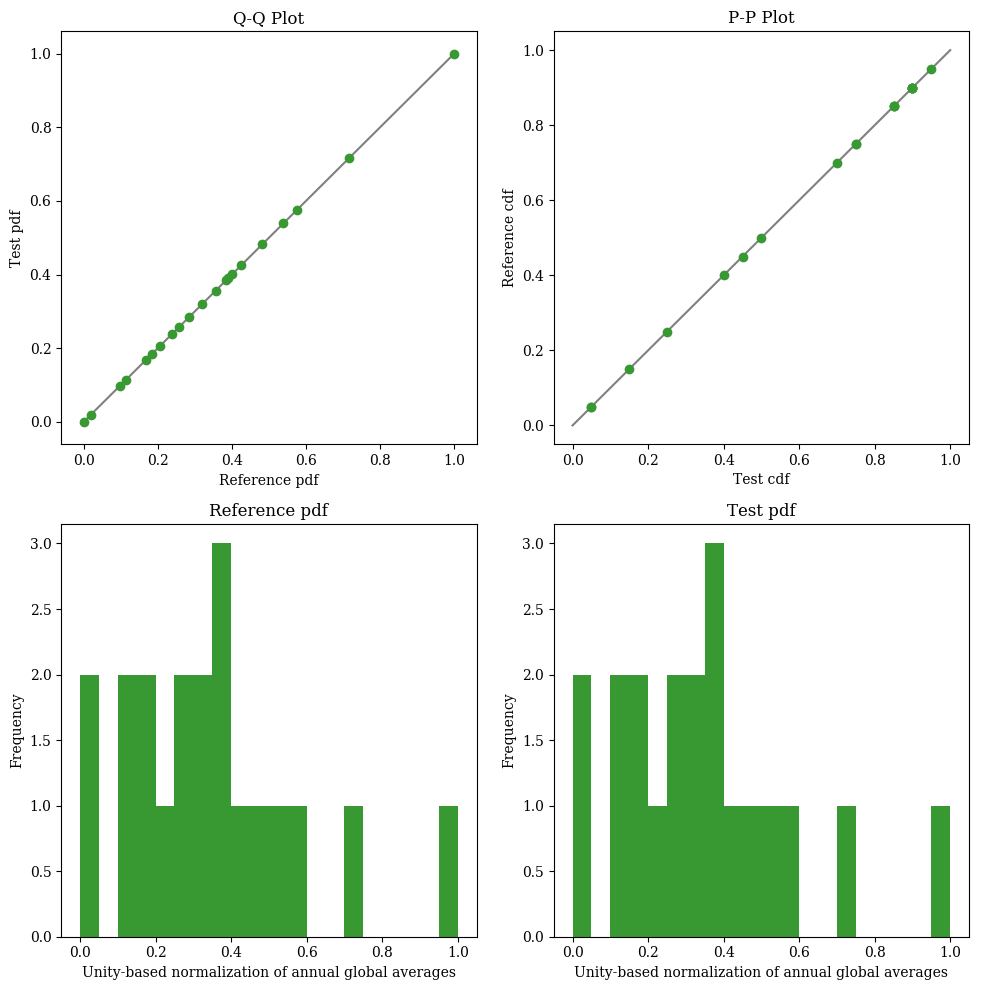 Q-Q Plot
1.0
0.8
0.6
0.4
0.2
0.0
Test pdf
0.0 0.2 0.4 0.6 0.8 1.0
Reference pdf
P-P Plot
1.0
0.8
0.6
0.4
0.2
0.0
Reference cdf
0.0 0.2 0.4 0.6 0.8 1.0
Test cdf
Reference pdf
3.0
2.5
2.0
1.5
1.0
0.5
0.0
Frequency
0.0 0.2 0.4 0.6 0.8 1.0
Unity-based normalization of annual global averages
Test pdf
3.0
2.5
2.0
1.5
1.0
0.5
0.0
Frequency
0.0 0.2 0.4 0.6 0.8 1.0
Unity-based normalization of annual global averages